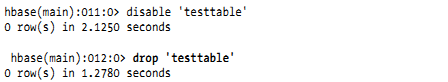 hbase(main):011:0> disable 'testtable'
0 row(s) in 2.1250 seconds
hbase(main):012:0> drop 'testtable'
0 row(s) in 1.2780 seconds